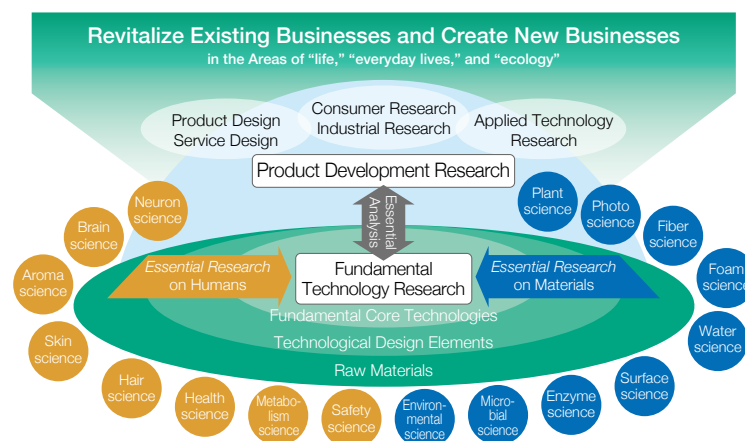 Revitalize Existing Businesses and Create New Businesses
in the Areas of “life,” “everyday lives,” and “ecology”
Product Design
Service Design
Consumer Research
Industrial Research
Applied Technology
Research
Product Development Research
Essential
Analysis
Neuron
science
Brain
science
Aroma
science
Skin
science
Hair
science
Health
science
Metabo-
lism science
Safety
science
Plant
science
Photo
science
Fiber
science
Foam
science
Water
science
Surface
science
Enzyme
science
Micro-
bial science
Environ-
mental science
Essential Research
on Humans
Fundamental
Technology Research
Essential Research
on Materials
Fundamental Core Technologies
Technological Design Elements
Raw Materials